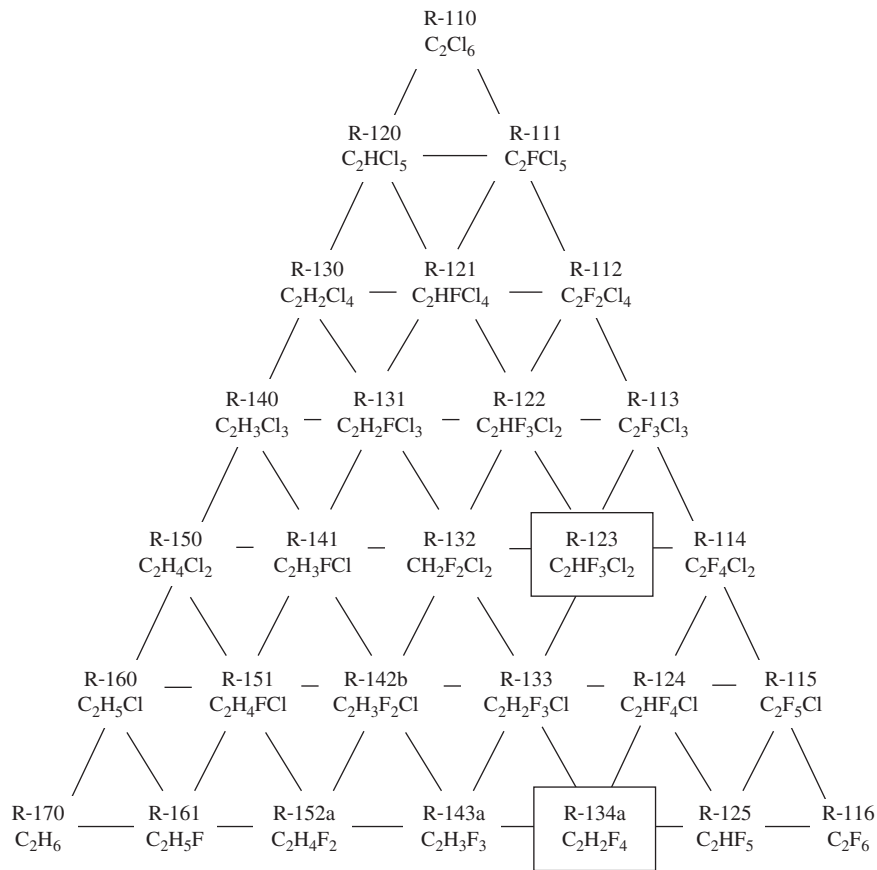 R-110
C₂Cl₆
R-120 R-111
C₂HCl₅ C₂FCl₅
R-130 R-121 R-112
C₂H₂Cl₄ C₂HFCl₄ C₂F₂Cl₄
R-140 R-131 R-122 R-113
C₂H₃Cl₃ C₂H₂FCl₃ C₂HF₃Cl₂ C₂F₃Cl₃
R-150 R-141 R-132 R-123 R-114
C₂H₄Cl₂ C₂H₃FCl CH₂F₂Cl₂ C₂HF₃Cl₂ C₂F₄Cl₂
R-160 R-151 R-142b R-133 R-124 R-115
C₂H₅Cl C₂H₄FCl C₂H₃F₂Cl C₂H₂F₃Cl C₂HF₄Cl C₂F₅Cl
R-170 R-161 R-152a R-143a R-134a R-125 R-116
C₂H₆ C₂H₅F C₂H₄F₂ C₂H₃F₃ C₂H₂F₄ C₂HF₅ C₂F₆